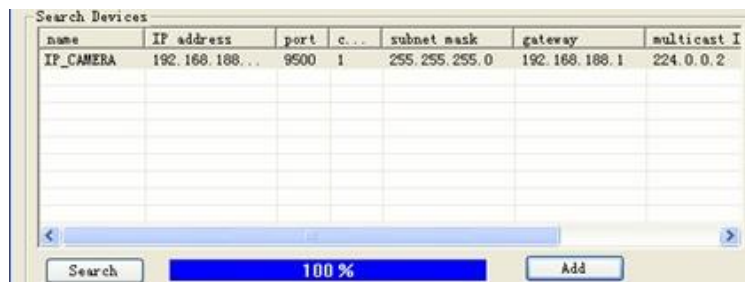 Search Devices
name IP address port c... subnet mask gateway multicast I
IP_CAMERA 192.168.188... 9500 1 255.255.255.0 192.168.188.1 224.0.0.2
Search 100 % Add